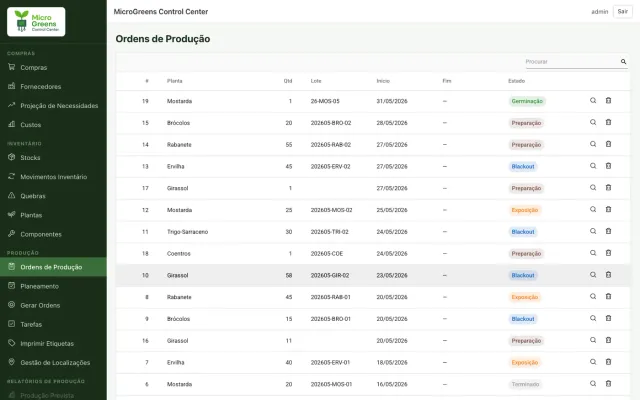 Micro
Greens
Control Center
MicroGreens Control Center
admin
Sair
COMPRAS
Compras
Fornecedores
Projeção de Necessidades
Custos
INVENTÁRIO
Stocks
Movimentos Inventário
Quebras
Plantas
Componentes
PRODUÇÃO
Ordens de Produção
Planeamento
Gerar Ordens
Tarefas
Imprimir Etiquetas
Gestão de Localizações
RELATÓRIOS DE PRODUÇÃO
Produção Prevista
Ordens de Produção
Procurar
# Planta Qtd Lote Início Fim Estado
19 Mostarda 1 26-MOS-05 31/05/2026 — Germinação
15 Brócolos 20 202605-BRO-02 28/05/2026 — Preparação
14 Rabanete 55 202605-RAB-02 27/05/2026 — Preparação
13 Ervilha 45 202605-ERV-02 27/05/2026 — Blackout
17 Girassol 1 27/05/2026 — Preparação
12 Mostarda 25 202605-MOS-02 25/05/2026 — Exposição
11 Trigo-Sarraceno 30 202605-TRI-02 24/05/2026 — Blackout
18 Coentros 1 202605-COE 24/05/2026 — Preparação
10 Girassol 58 202605-GIR-02 23/05/2026 — Blackout
8 Rabanete 45 202605-RAB-01 20/05/2026 — Exposição
9 Brócolos 15 202605-BRO-01 20/05/2026 — Blackout
16 Girassol 11 20/05/2026 — Preparação
7 Ervilha 40 202605-ERV-01 18/05/2026 — Exposição
6 Mostarda 20 202605-MOS-01 16/05/2026 — Terminado